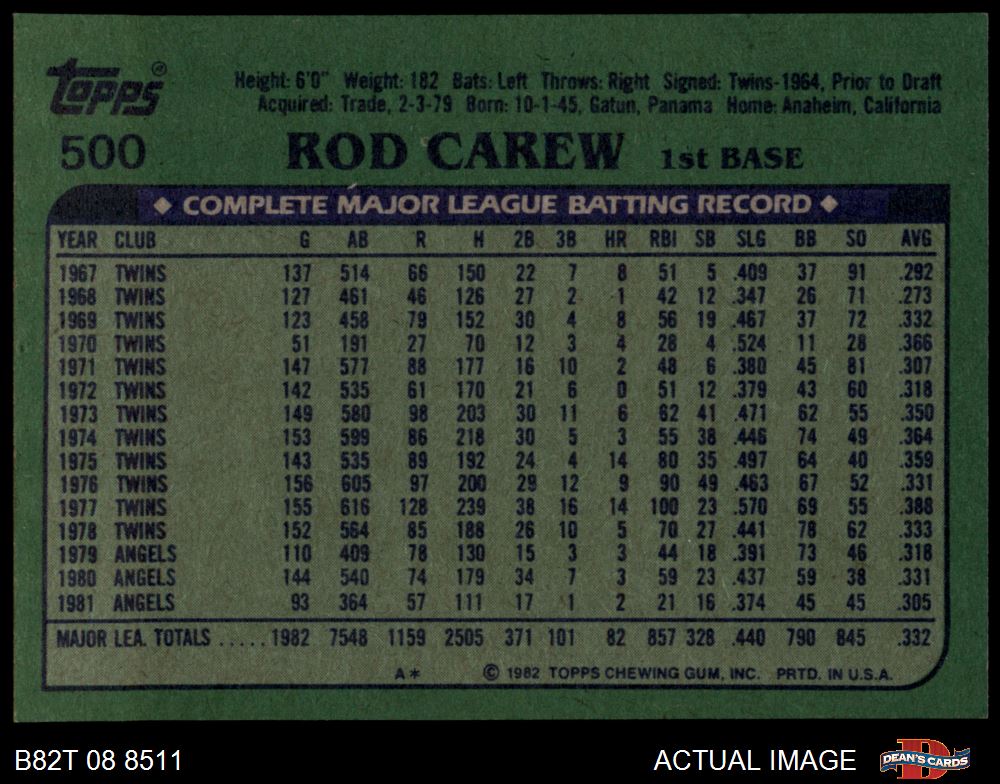 Topps®
Height: 6'0" Weight: 182 Bats: Left Throws: Right Signed: Twins-1964, Prior to Draft
Acquired: Trade, 2-3-79 Born: 10-1-45, Gatun, Panama Home: Anaheim, California
500 ROD CAREW 1st BASE
◆ COMPLETE MAJOR LEAGUE BATTING RECORD ◆
YEAR CLUB G AB R H 2B 3B HR RBI SB SLG BB SO AVG
1967 TWINS 137 514 66 150 22 7 8 51 5 .409 37 91 .292
1968 TWINS 127 461 46 126 27 2 1 42 12 .347 26 71 .273
1969 TWINS 123 458 79 152 30 4 8 56 19 .467 37 72 .332
1970 TWINS 51 191 27 70 12 3 4 28 4 .524 11 28 .366
1971 TWINS 147 577 88 177 16 10 2 48 6 .380 45 81 .307
1972 TWINS 142 535 61 170 21 6 0 51 12 .379 43 60 .318
1973 TWINS 149 580 98 203 30 11 6 62 41 .471 62 55 .350
1974 TWINS 153 599 86 218 30 5 3 55 38 .446 74 49 .364
1975 TWINS 143 535 89 192 24 4 14 80 35 .497 64 40 .359
1976 TWINS 156 605 97 200 29 12 9 90 49 .463 67 52 .331
1977 TWINS 155 616 128 239 38 16 14 100 23 .570 69 55 .388
1978 TWINS 152 564 85 188 26 10 5 70 27 .441 78 62 .333
1979 ANGELS 110 409 78 130 15 3 3 44 18 .391 73 46 .318
1980 ANGELS 144 540 74 179 34 7 3 59 23 .437 59 38 .331
1981 ANGELS 93 364 57 111 17 1 2 21 16 .374 45 45 .305
MAJOR LEA. TOTALS ..... 1982 7548 1159 2505 371 101 82 857 328 .440 790 845 .332
A* © 1982 TOPPS CHEWING GUM, INC. PRTD. IN U.S.A.
B82T 08 8511 ACTUAL IMAGE DEAN'S CARDS